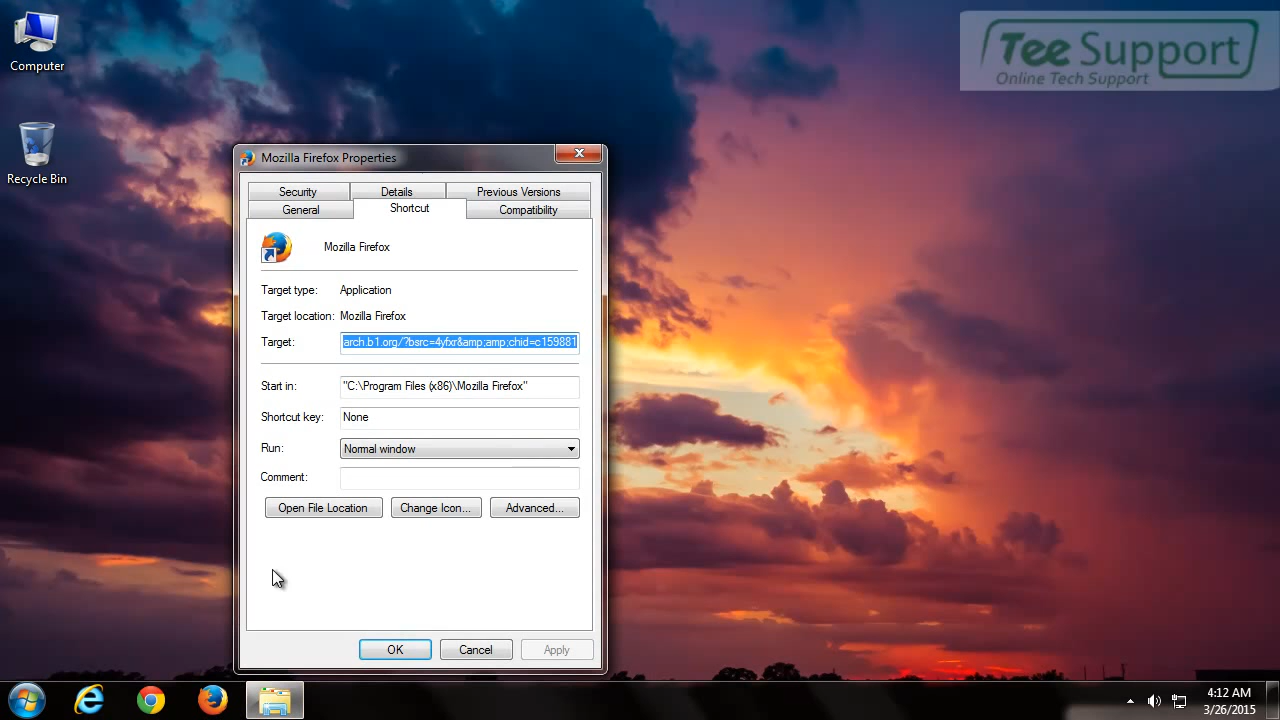 Computer
Recycle Bin
Tee Support
Online Tech Support
Mozilla Firefox Properties
Security Details Previous Versions
General Shortcut Compatibility
Mozilla Firefox
Target type: Application
Target location: Mozilla Firefox
Target: arch.b1.org/?bsrc=4yfxr&amp;amp;chid=c159881
Start in: "C:\Program Files (x86)\Mozilla Firefox"
Shortcut key: None
Run: Normal window
Comment:
Open File Location Change Icon... Advanced...
OK Cancel Apply
4:12 AM
3/26/2015